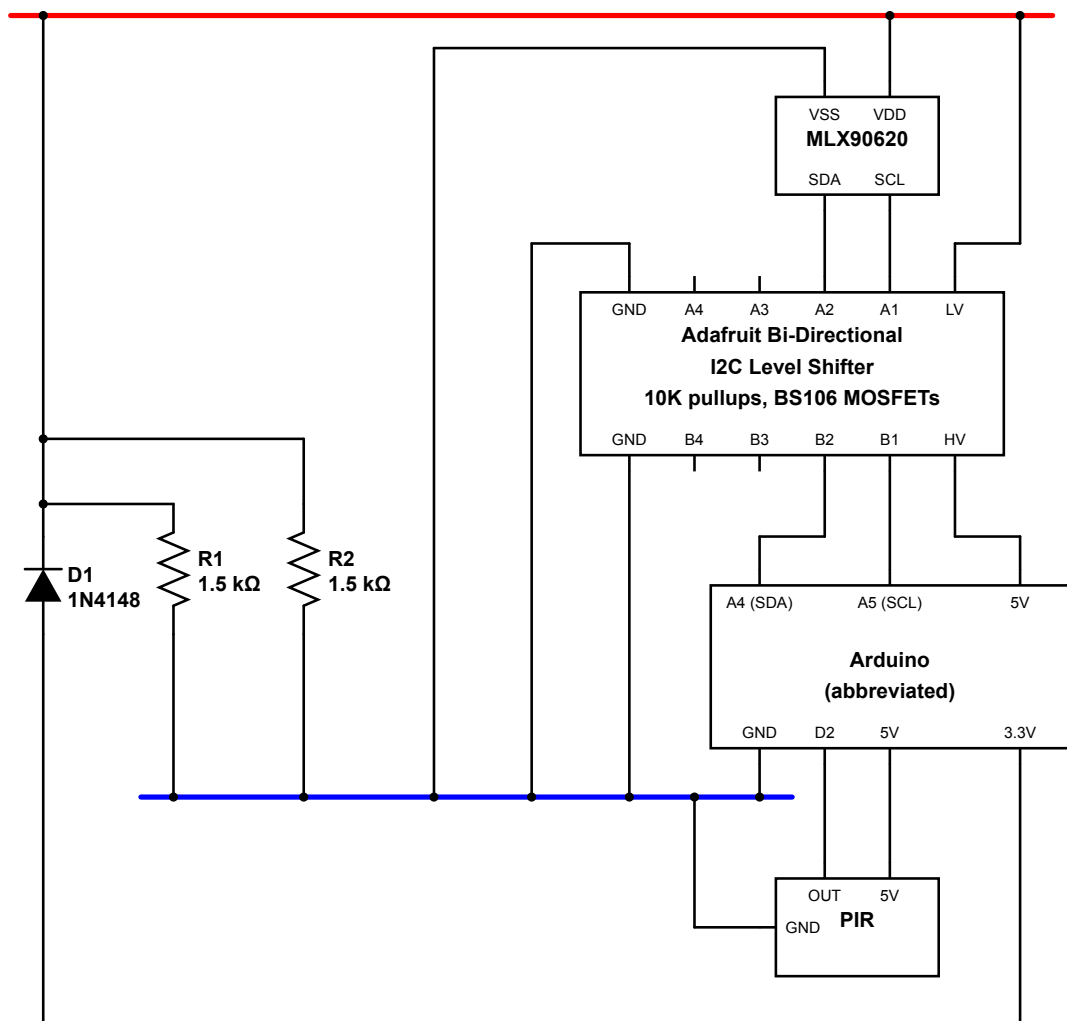 VSS VDD
MLX90620
SDA SCL
GND A4 A3 A2 A1 LV
Adafruit Bi-Directional
I2C Level Shifter
10K pullups, BS106 MOSFETs
GND B4 B3 B2 B1 HV
R1
1.5 kΩ
R2
1.5 kΩ
D1
1N4148
A4 (SDA) A5 (SCL) 5V
Arduino
(abbreviated)
GND D2 5V 3.3V
OUT 5V
PIR
GND